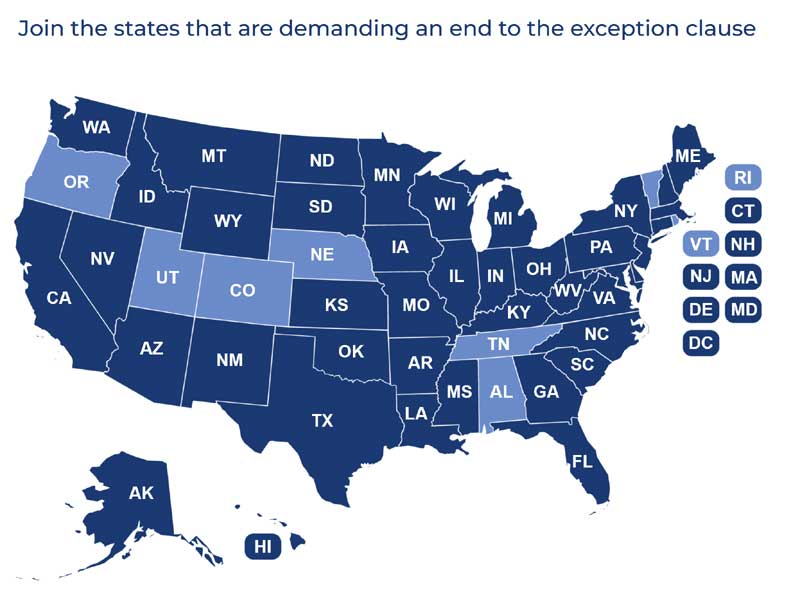 Join the states that are demanding an end to the exception clause
WA
MT
ND
MN
ME
RI
OR
ID
SD
WI
MI
NY
CT
WY
VT
NH
NV
UT
CO
NE
IA
IL
IN
OH
PA
NJ
MA
CA
KS
MO
KY
WV
VA
DE
MD
AZ
NM
OK
AR
TN
NC
SC
DC
TX
LA
MS
AL
GA
FL
AK
HI